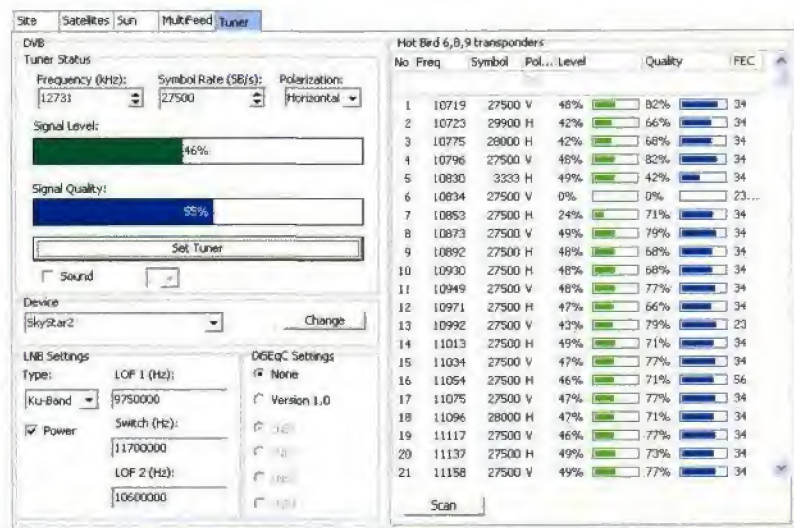 Site Satellites Sun MultiFeed Tuner
DVB
Tuner Status
Frequency (kHz): Symbol Rate (SB/s): Polarization:
12731 27500 Horizontal
Signal Level:
46%
Signal Quality:
55%
Set Tuner
Sound
Device
SkyStar2 Change
LNB Settings
Type: LOF 1 (Hz):
Ku-Band 9750000
Power Switch (Hz):
11700000
LOF 2 (Hz):
10600000
DiSEqC Settings
None
Version 1.0
Hot Bird 6,8,9 transponders
No Freq Symbol Pol... Level Quality FEC
1 10719 27500 V 48% 82% 34
2 10723 29900 H 42% 66% 34
3 10775 28000 H 42% 68% 34
4 10796 27500 V 48% 82% 34
5 10830 3333 H 49% 42% 34
6 10834 27500 V 0% 0% 23...
7 10853 27500 H 24% 71% 34
8 10873 27500 V 49% 79% 34
9 10892 27500 H 48% 68% 34
10 10930 27500 H 48% 68% 34
11 10949 27500 V 48% 77% 34
12 10971 27500 H 47% 66% 34
13 10992 27500 V 43% 79% 23
14 11013 27500 H 49% 71% 34
15 11034 27500 V 47% 77% 34
16 11054 27500 H 46% 71% 56
17 11075 27500 V 47% 77% 34
18 11096 28000 H 47% 71% 34
19 11117 27500 V 46% 77% 34
20 11137 27500 H 49% 73% 34
21 11158 27500 V 49% 77% 34
Scan